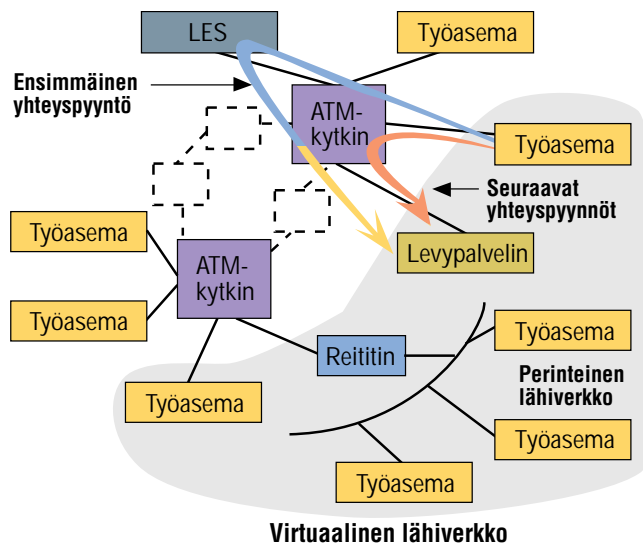 LES
Työasema
Ensimmäinen
yhteyspyyntö
ATM-
kytkin
Työasema
Seuraavat
yhteyspyynnöt
Työasema
ATM-
kytkin
Levypalvelin
Työasema
Reititin
Työasema
Perinteinen
lähiverkko
Työasema
Työasema
Työasema
Virtuaalinen lähiverkko